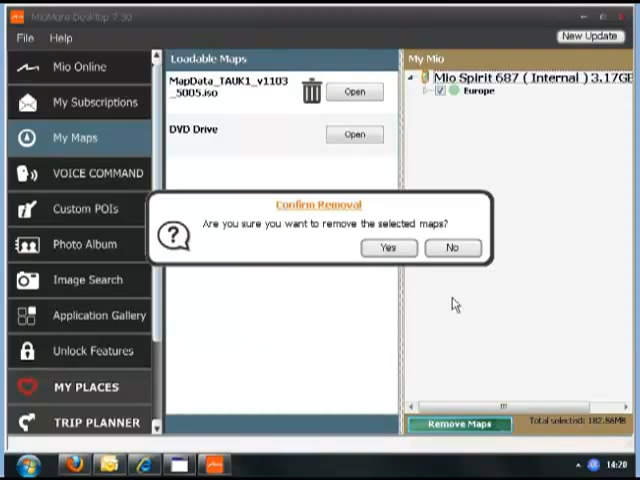 MioMore Desktop 7.30
File Help
New Update
Mio Online
My Subscriptions
My Maps
VOICE COMMAND
Custom POIs
Photo Album
Image Search
Application Gallery
Unlock Features
MY PLACES
TRIP PLANNER
Loadable Maps
MapData_TAUK1_v1103
_5005.iso
Open
DVD Drive
Open
My Mio
Mio Spirit 687 ( Internal ) 3.17GB
Europe
Confirm Removal
Are you sure you want to remove the selected maps?
Yes
No
Remove Maps
Total selected: 182.86MB
14:20